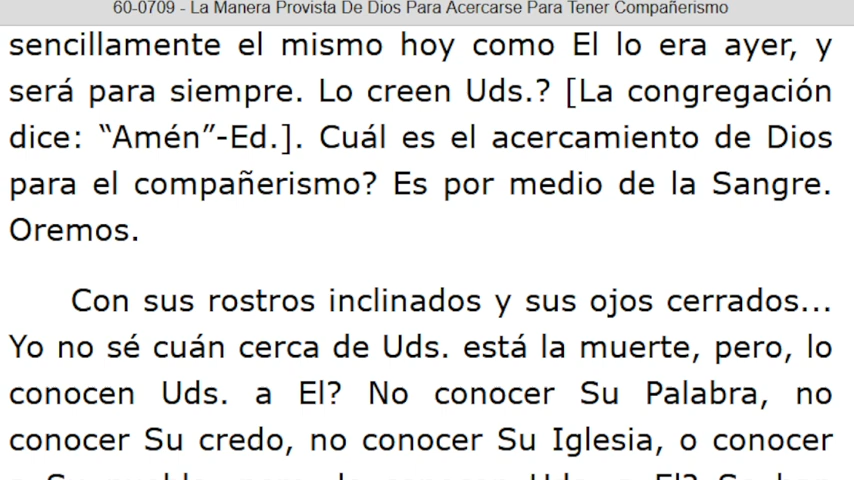 60-0709 - La Manera Provista De Dios Para Acercarse Para Tener Compañerismo
sencillamente el mismo hoy como El lo era ayer, y
será para siempre. Lo creen Uds.? [La congregación
dice: “Amén”-Ed.]. Cuál es el acercamiento de Dios
para el compañerismo? Es por medio de la Sangre.
Oremos.
Con sus rostros inclinados y sus ojos cerrados...
Yo no sé cuán cerca de Uds. está la muerte, pero, lo
conocen Uds. a El? No conocer Su Palabra, no
conocer Su credo, no conocer Su Iglesia, o conocer